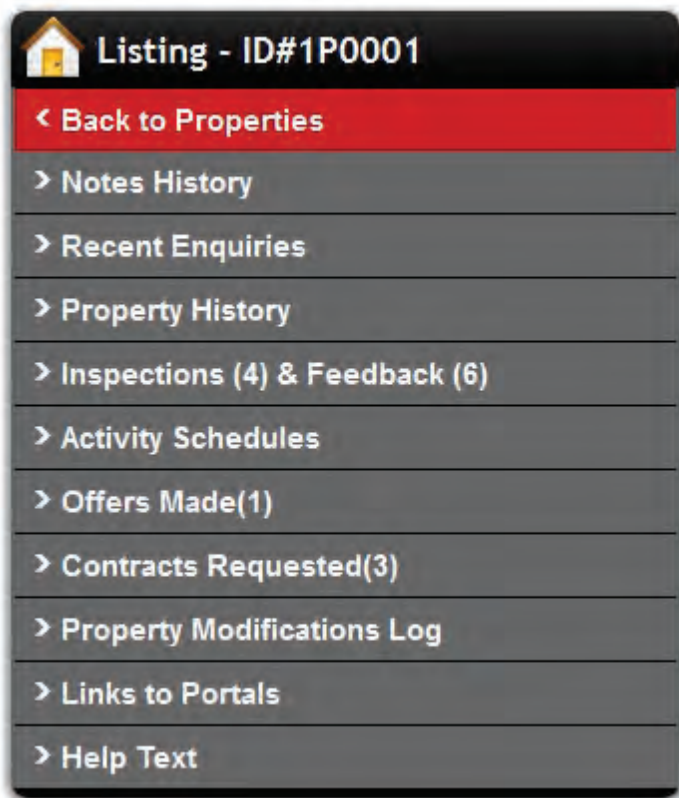 Listing - ID#1P0001
< Back to Properties
> Notes History
> Recent Enquiries
> Property History
> Inspections (4) & Feedback (6)
> Activity Schedules
> Offers Made(1)
> Contracts Requested(3)
> Property Modifications Log
> Links to Portals
> Help Text